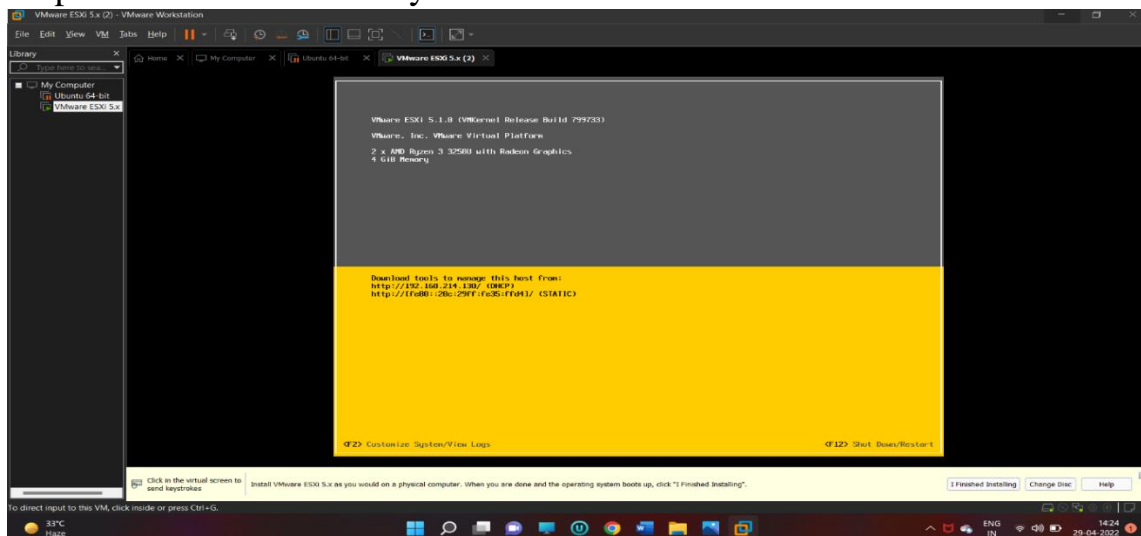 VMware ESXi 5.x (2) - VMware Workstation
File Edit View VM Tabs Help
Library
Type here to sea...
Home My Computer Ubuntu 64-bit VMware ESXi 5.x (2)
My Computer
Ubuntu 64-bit
VMware ESXi 5.x
VMware ESXi 5.1.0 (VMKernel Release Build 799733)
VMware, Inc. VMware Virtual Platform
2 x AMD Ryzen 3 3250U with Radeon Graphics
4 GiB Memory
Download tools to manage this host from:
http://192.168.214.130/ (DHCP)
http://[fe80::20c:29ff:fe35:ffd4]/ (STATIC)
<F2> Customize System/View Logs
<F12> Shut Down/Restart
Click in the virtual screen to
send keystrokes
Install VMware ESXi 5.x as you would on a physical computer. When you are done and the operating system boots up, click "I Finished Installing".
I Finished Installing Change Disc Help
To direct input to this VM, click inside or press Ctrl+G.
33°C
Haze
ENG
IN
14:24
29-04-2022